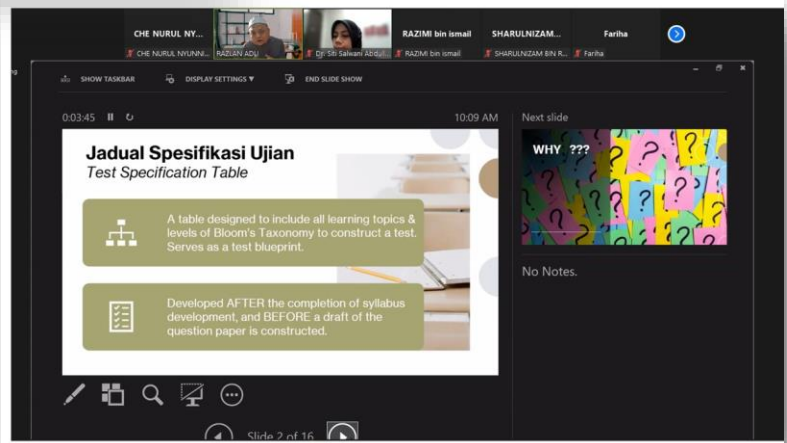 CHE NURUL NY...
RAZIMI bin ismail
SHARULNIZAM...
Fariha
CHE NURUL NYUNNI...
RAZLAN ADLI
Dr. Siti Salwani Abdul...
RAZIMI bin ismail
SHARULNIZAM BIN R...
Fariha
SHOW TASKBAR
DISPLAY SETTINGS ▼
END SLIDE SHOW
0:03:45
10:09 AM
Next slide
Jadual Spesifikasi Ujian
Test Specification Table
A table designed to include all learning topics &
levels of Bloom's Taxonomy to construct a test.
Serves as a test blueprint.
Developed AFTER the completion of syllabus
development, and BEFORE a draft of the
question paper is constructed.
WHY ???
No Notes.
Slide 2 of 16